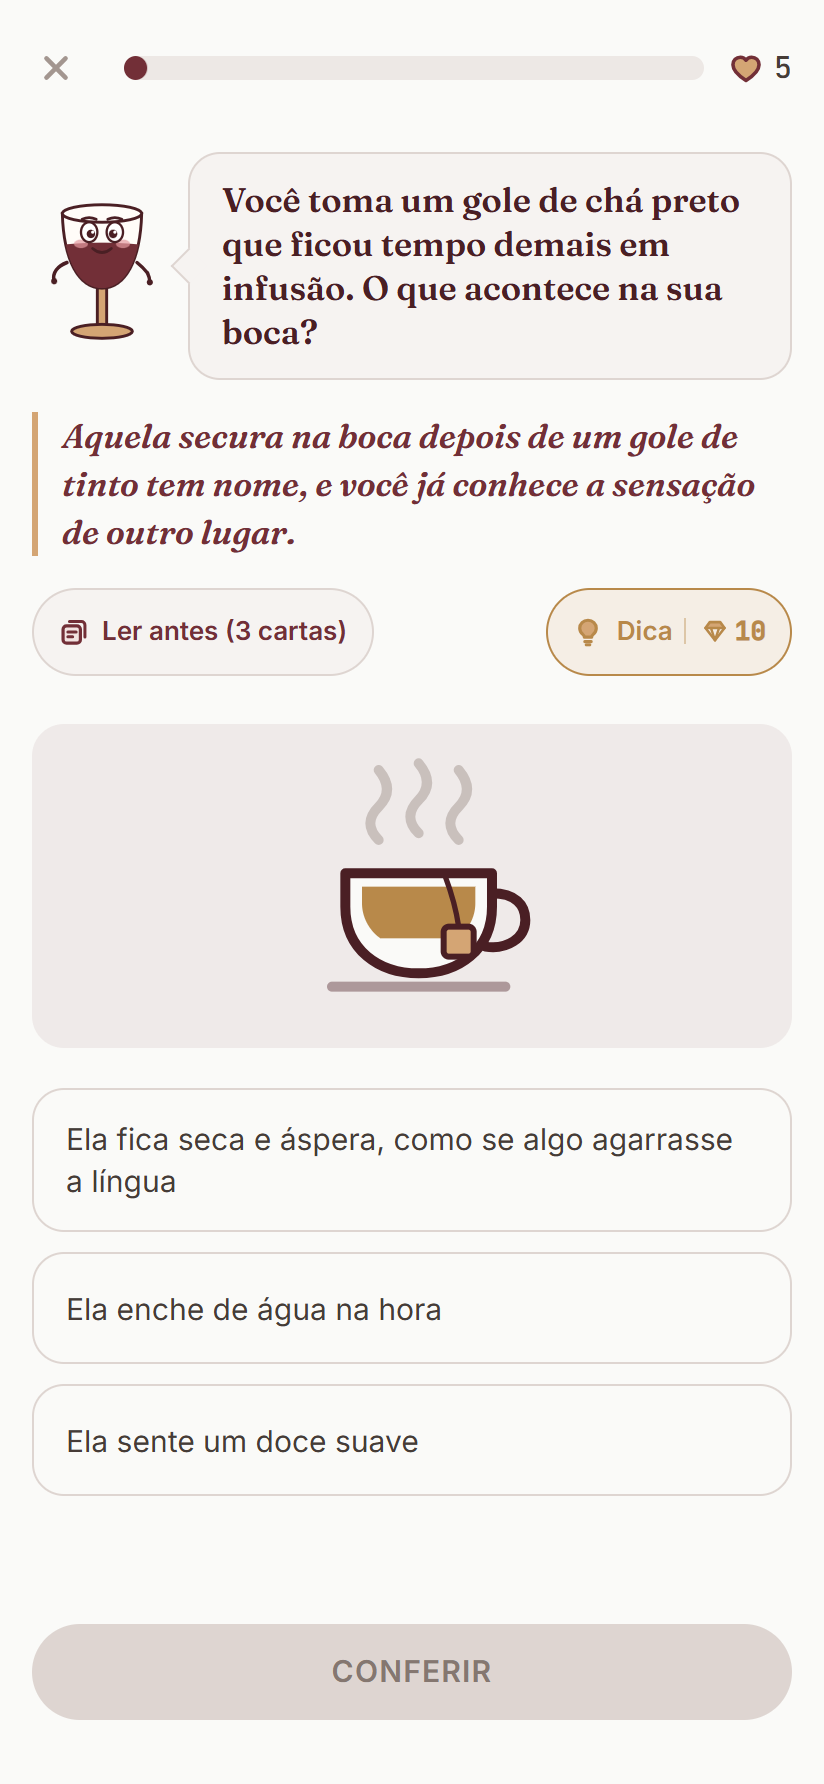 5
Você toma um gole de chá preto
que ficou tempo demais em
infusão. O que acontece na sua
boca?
Aquela secura na boca depois de um gole de
tinto tem nome, e você já conhece a sensação
de outro lugar.
Ler antes (3 cartas)
Dica | 10
Ela fica seca e áspera, como se algo agarrasse
a língua
Ela enche de água na hora
Ela sente um doce suave
CONFERIR